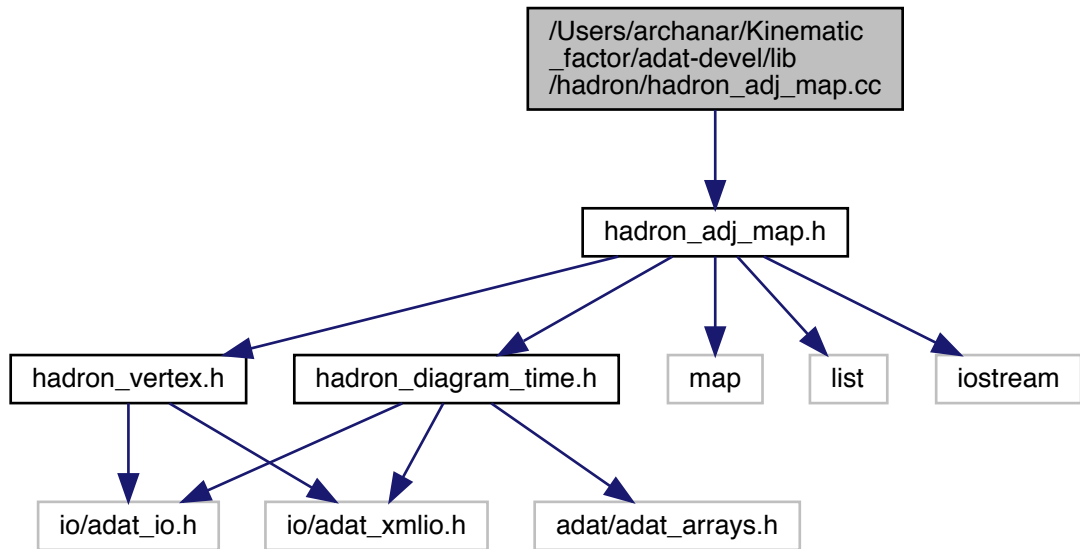 /Users/archanar/Kinematic
_factor/adat-devel/lib
/hadron/hadron_adj_map.cc
hadron_adj_map.h
hadron_vertex.h
hadron_diagram_time.h
map
list
iostream
io/adat_io.h
io/adat_xmlio.h
adat/adat_arrays.h